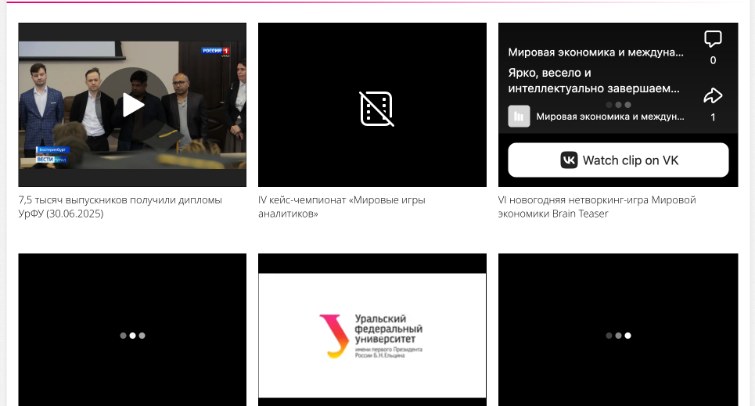 РОССИЯ 1
Екатеринбург
ВЕСТИ УРАЛ
Мировая экономика и междуна...
0
Ярко, весело и
интеллектуально завершаем...
Мировая экономика и междун...
1
Watch clip on VK
7,5 тысяч выпускников получили дипломы
УрФУ (30.06.2025)
IV кейс-чемпионат «Мировые игры
аналитиков»
VI новогодняя нетворкинг-игра Мировой
экономики Brain Teaser
Уральский
федеральный
университет
имени первого Президента
России Б.Н.Ельцина